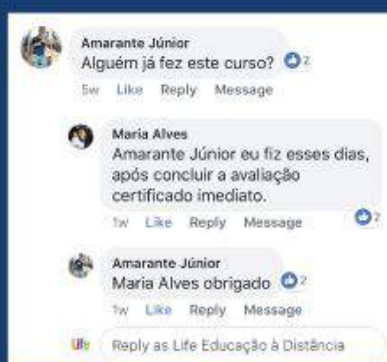 Amarante Júnior
Alguém já fez este curso? 2
5w Like Reply Message
Maria Alves
Amarante Júnior eu fiz esses dias,
após concluir a avaliação
certificado imediato.
1w Like Reply Message 2
Amarante Júnior
Maria Alves obrigado 2
1w Like Reply Message
Life Reply as Life Educação à Distância